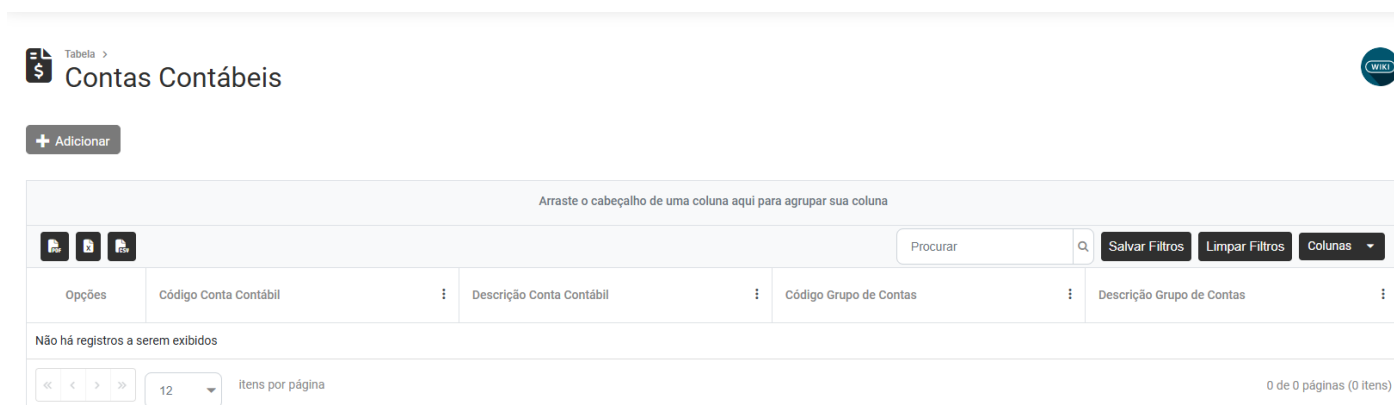 Tabela >
Contas Contábeis
WIKI
Adicionar
Arraste o cabeçalho de uma coluna aqui para agrupar sua coluna
PDF X CSV Procurar Salvar Filtros Limpar Filtros Colunas
Opções Código Conta Contábil Descrição Conta Contábil Código Grupo de Contas Descrição Grupo de Contas
Não há registros a serem exibidos
« < > » 12 itens por página 0 de 0 páginas (0 itens)